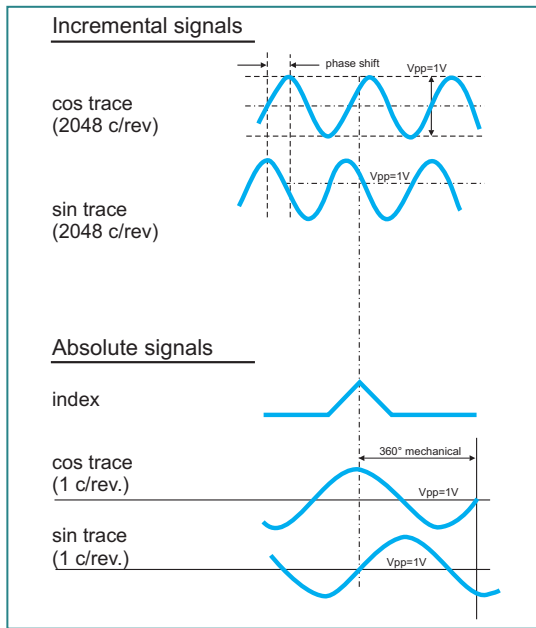 Incremental signals
phase shift
Vpp=1V
cos trace
(2048 c/rev)
Vpp=1V
sin trace
(2048 c/rev)
Absolute signals
index
360° mechanical
cos trace
(1 c/rev.)
Vpp=1V
sin trace
(1 c/rev.)
Vpp=1V